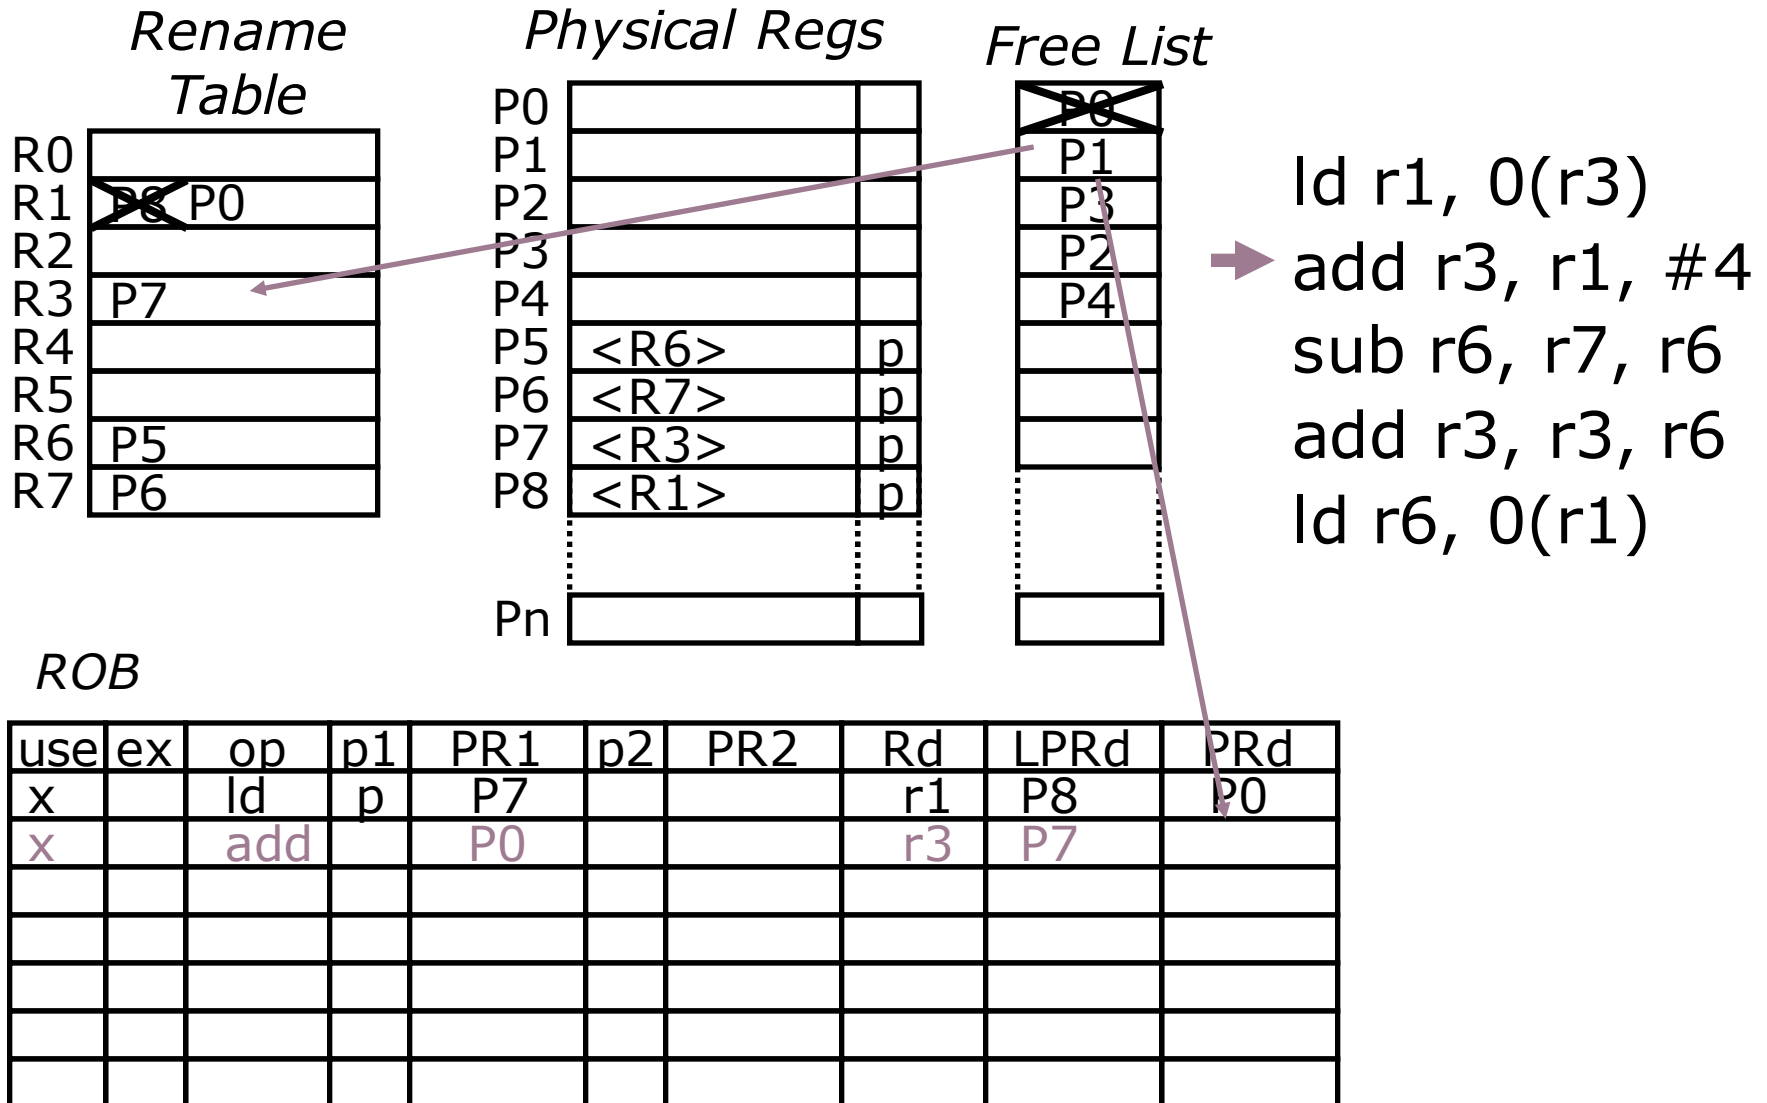 Rename Table
Physical Regs
Free List
R0
R1 P8 P0
R2
R3 P7
R4
R5
R6 P5
R7 P6
P0
P1
P2
P3
P4
P5 <R6> p
P6 <R7> p
P7 <R3> p
P8 <R1> p
Pn
P0
P1
P3
P2
P4
ld r1, 0(r3)
add r3, r1, #4
sub r6, r7, r6
add r3, r3, r6
ld r6, 0(r1)
ROB
use ex op p1 PR1 p2 PR2 Rd LPRd PRd
x ld p P7 r1 P8 P0
x add P0 r3 P7